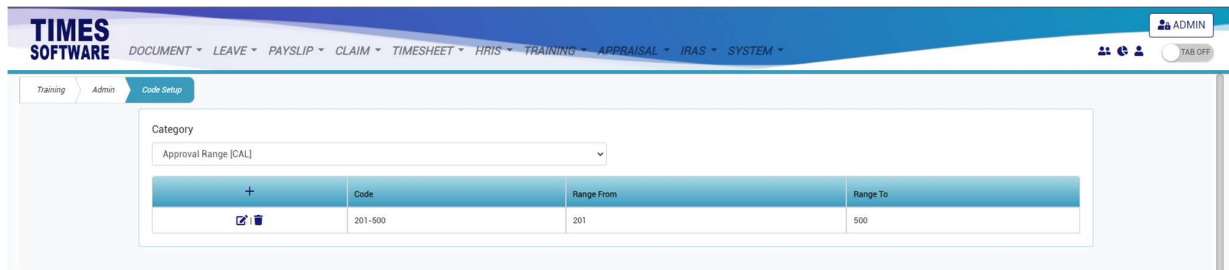 TIMES
SOFTWARE
ADMIN
DOCUMENT LEAVE PAYSLIP CLAIM TIMESHEET HRIS TRAINING APPRAISAL IRAS SYSTEM
TAB OFF
Training Admin Code Setup
Category
Approval Range [CAL]
+ Code Range From Range To
| 201-500 201 500